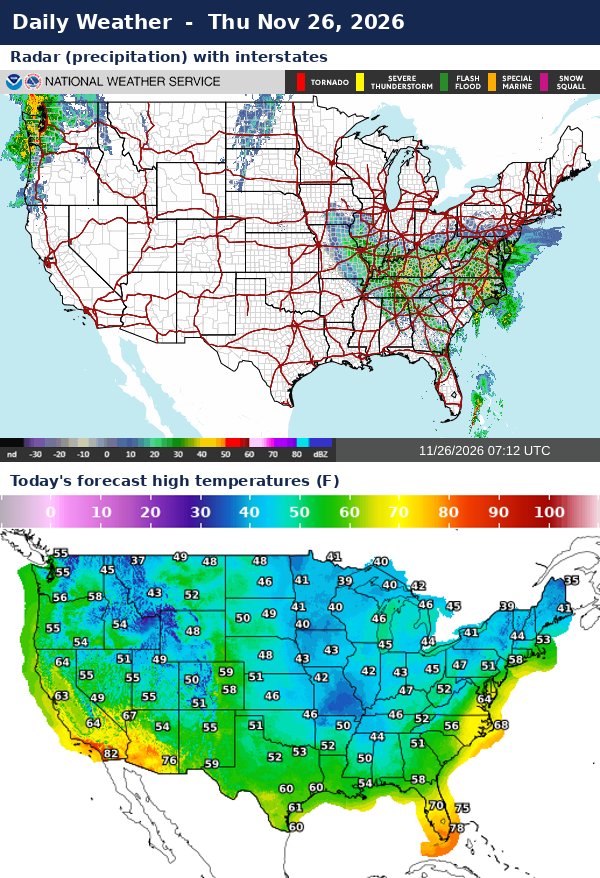 Daily Weather - Thu Nov 26, 2026
Radar (precipitation) with interstates
NATIONAL WEATHER SERVICE
TORNADO
SEVERE THUNDERSTORM
FLASH FLOOD
SPECIAL MARINE
SNOW SQUALL
nd -30 -20 -10 0 10 20 30 40 50 60 70 80 dBZ
11/26/2026 07:12 UTC
Today's forecast high temperatures (F)
0 10 20 30 40 50 60 70 80 90 100
55 37 49 48 48 41 40
55 45 46 41 39 40 42 35
56 58 43 52 41 40 46 45 39 41
55 54 48 50 49 40 46 41 44 53
54 43 45 44
64 55 51 49 48 43 42 43 45 47 51 58
55 50 59 51 42 47 52
63 49 55 51 58 46 46 46 52 64
64 67 54 55 51 50 44 51 56 68
82 76 59 52 53 52 50
60 60 54 58
61 70 75
60 78